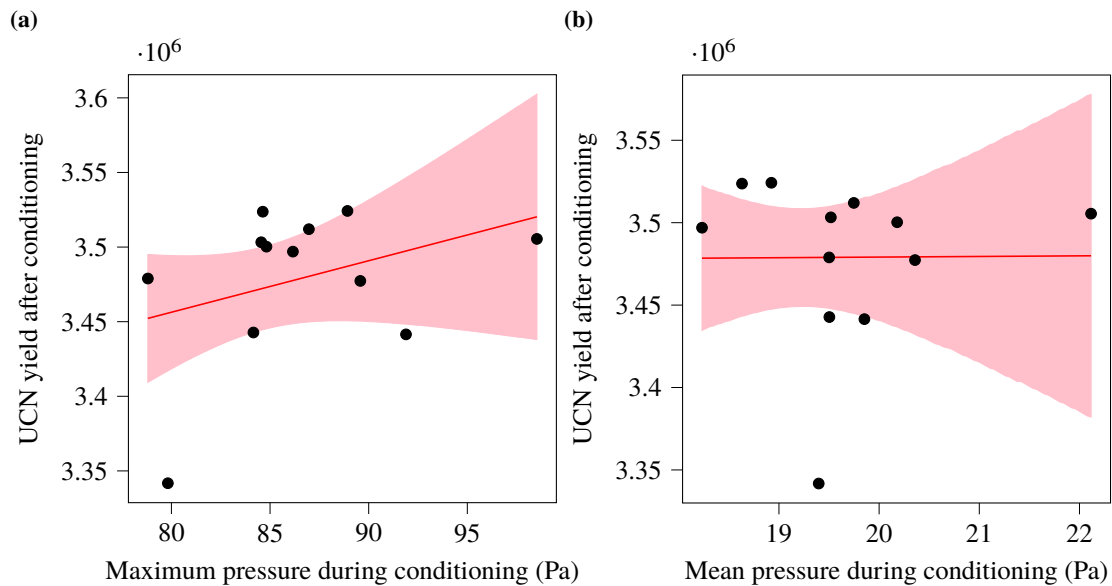 (a)
·10⁶
3.6
3.55
3.5
3.45
3.4
3.35
UCN yield after conditioning
80 85 90 95
Maximum pressure during conditioning (Pa)
(b)
·10⁶
3.55
3.5
3.45
3.4
3.35
UCN yield after conditioning
19 20 21 22
Mean pressure during conditioning (Pa)